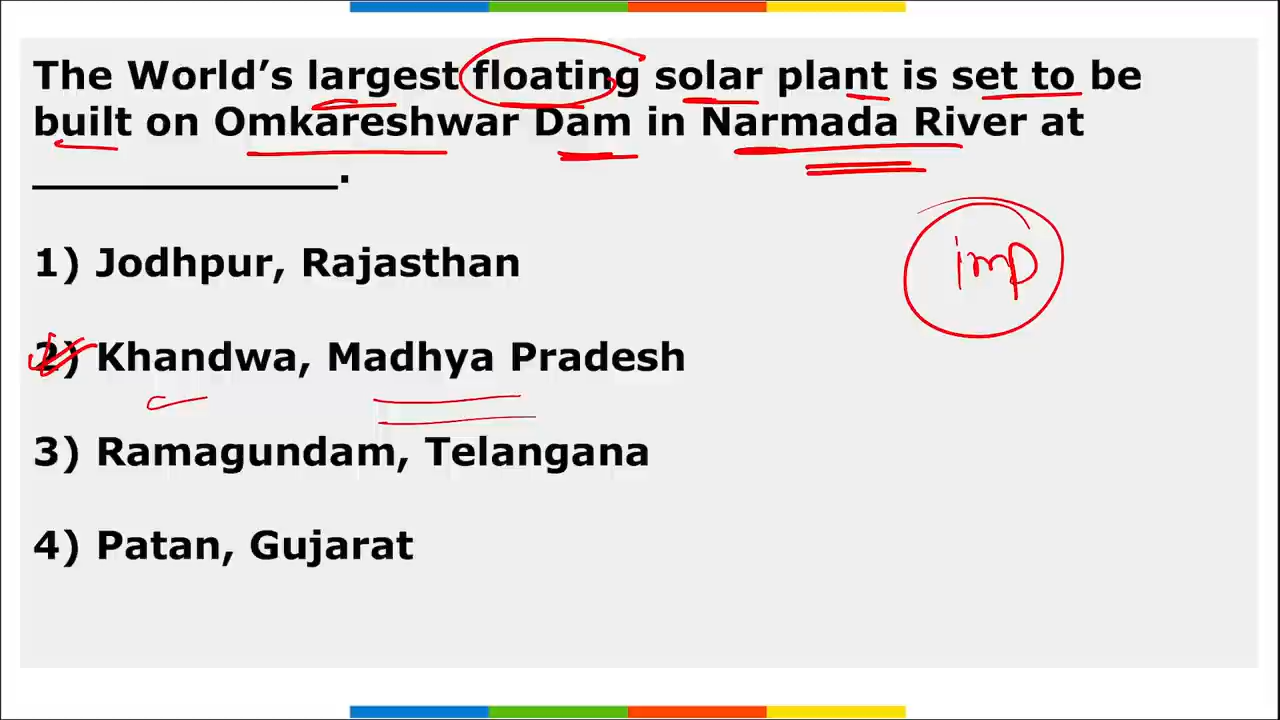 The World’s largest floating solar plant is set to be
built on Omkareshwar Dam in Narmada River at
_______________.
imp
1) Jodhpur, Rajasthan
2) Khandwa, Madhya Pradesh
3) Ramagundam, Telangana
4) Patan, Gujarat